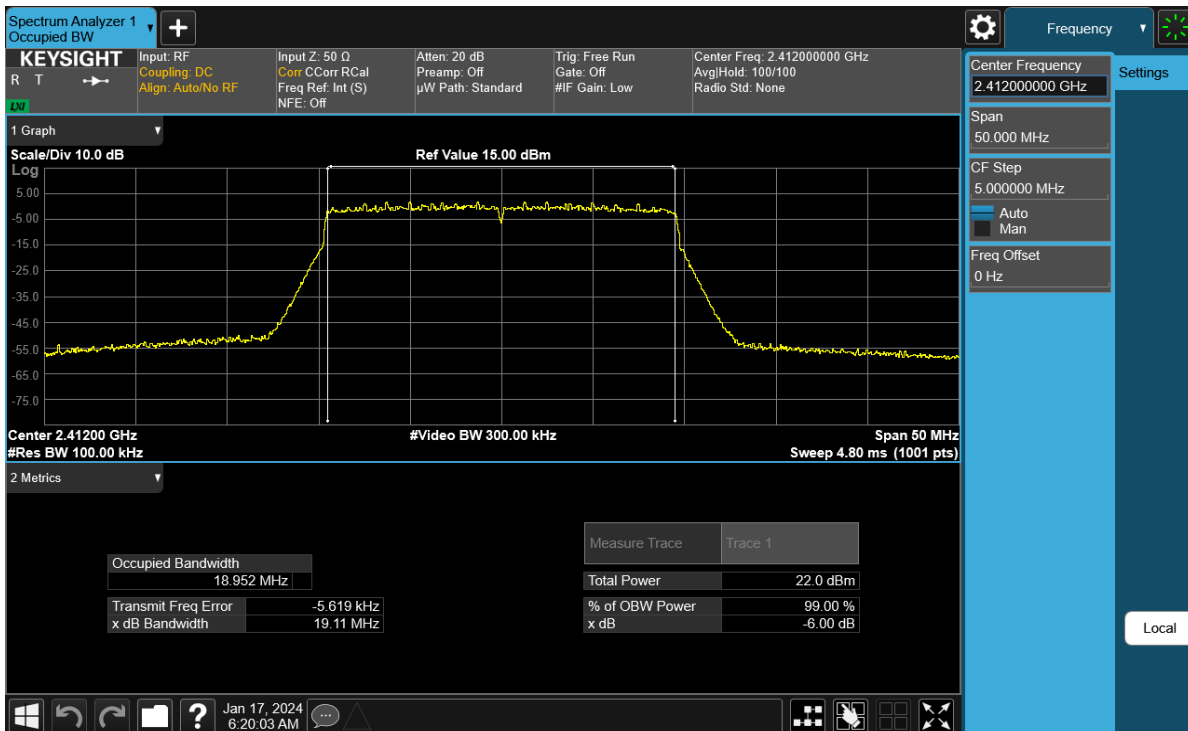 Spectrum Analyzer 1
Occupied BW
Frequency
KEYSIGHT
R T
LXI
Input: RF
Coupling: DC
Align: Auto/No RF
Input Z: 50 Ω
Corr CCorr RCal
Freq Ref: Int (S)
NFE: Off
Atten: 20 dB
Preamp: Off
µW Path: Standard
Trig: Free Run
Gate: Off
#IF Gain: Low
Center Freq: 2.412000000 GHz
Avg|Hold: 100/100
Radio Std: None
Center Frequency
2.412000000 GHz
Settings
Span
50.000 MHz
CF Step
5.000000 MHz
Auto
Man
Freq Offset
0 Hz
Local
1 Graph
Scale/Div 10.0 dB
Ref Value 15.00 dBm
Log
5.00
-5.00
-15.0
-25.0
-35.0
-45.0
-55.0
-65.0
-75.0
Center 2.41200 GHz
#Video BW 300.00 kHz
Span 50 MHz
#Res BW 100.00 kHz
Sweep 4.80 ms (1001 pts)
2 Metrics
Measure Trace Trace 1
Occupied Bandwidth
18.952 MHz
Total Power 22.0 dBm
Transmit Freq Error -5.619 kHz
% of OBW Power 99.00 %
x dB Bandwidth 19.11 MHz
x dB -6.00 dB
Jan 17, 2024
6:20:03 AM